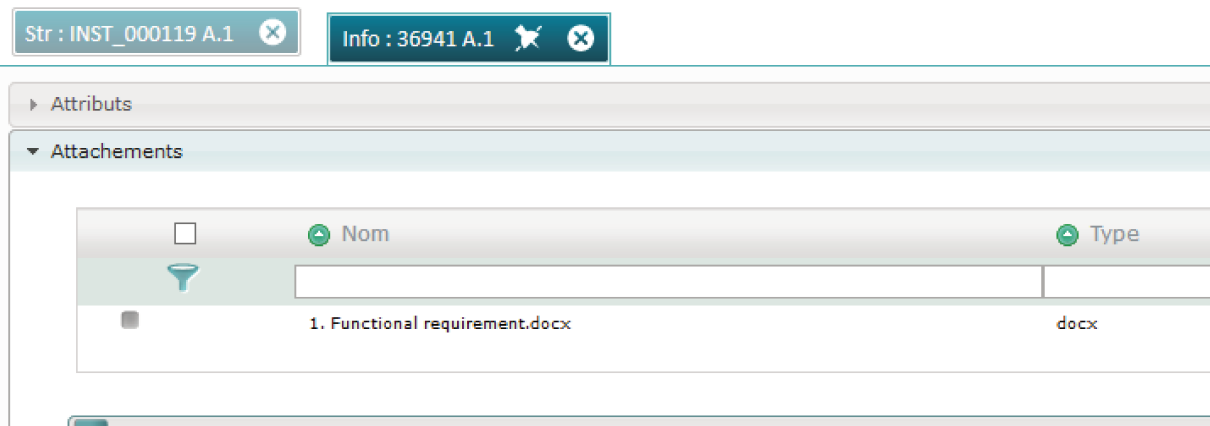 Str : INST_000119 A.1
Info : 36941 A.1
Attributs
Attachements
Nom Type
1. Functional requirement.docx docx